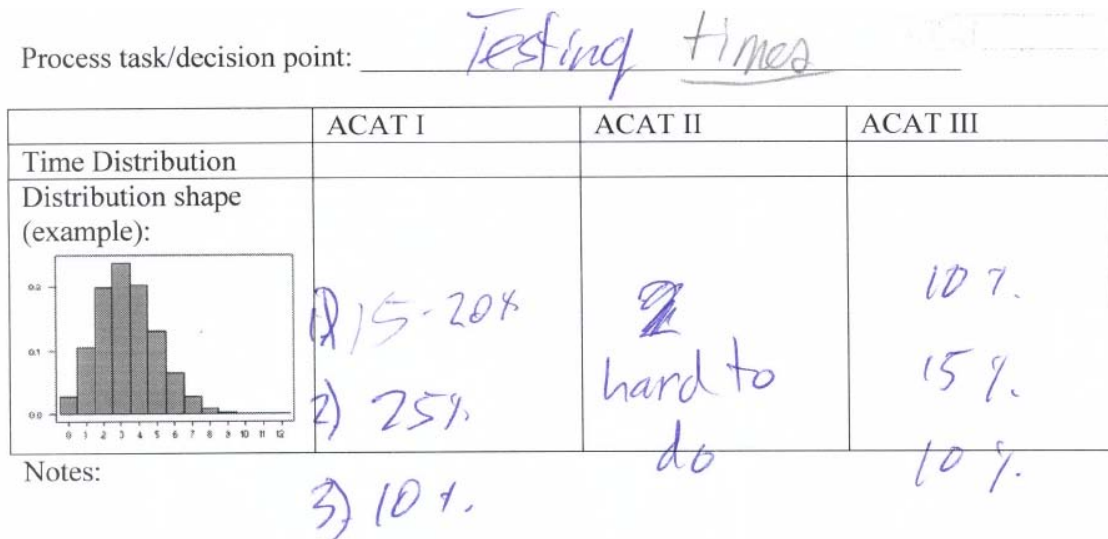 Process task/decision point: Testing times
ACAT I ACAT II ACAT III
Time Distribution
Distribution shape
(example):
0.2
0.1
0.0
0 1 2 3 4 5 6 7 8 9 10 11 12
1) 15-20% 10%.
2) 25% hard to 15%.
do
Notes: 10%.
3) 10%.